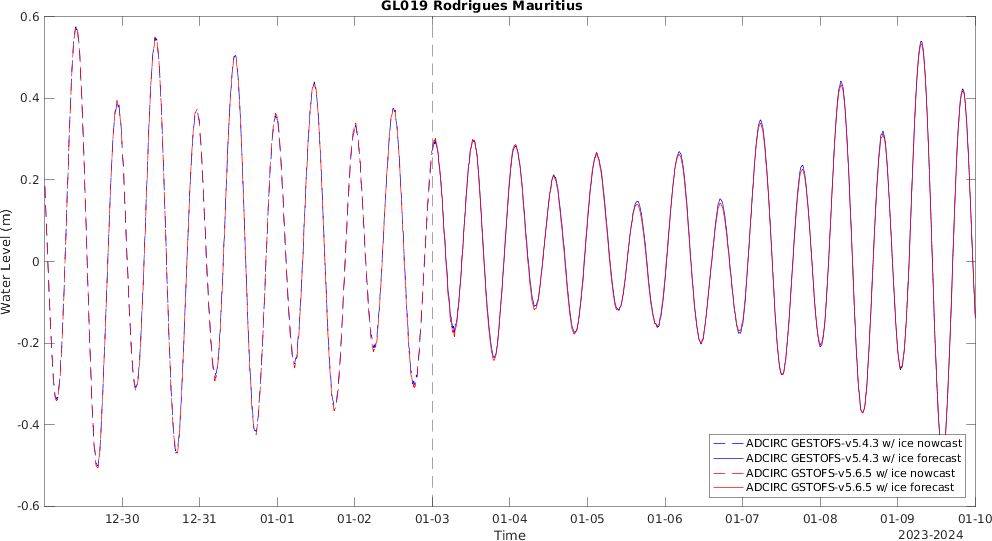 GL019 Rodrigues Mauritius
0.6
0.4
0.2
0
-0.2
-0.4
-0.6
Water Level (m)
ADCIRC GESTOFS-v5.4.3 w/ ice nowcast
ADCIRC GESTOFS-v5.4.3 w/ ice forecast
ADCIRC GSTOFS-v5.6.5 w/ ice nowcast
ADCIRC GSTOFS-v5.6.5 w/ ice forecast
12-30 12-31 01-01 01-02 01-03 01-04 01-05 01-06 01-07 01-08 01-09 01-10
Time
2023-2024